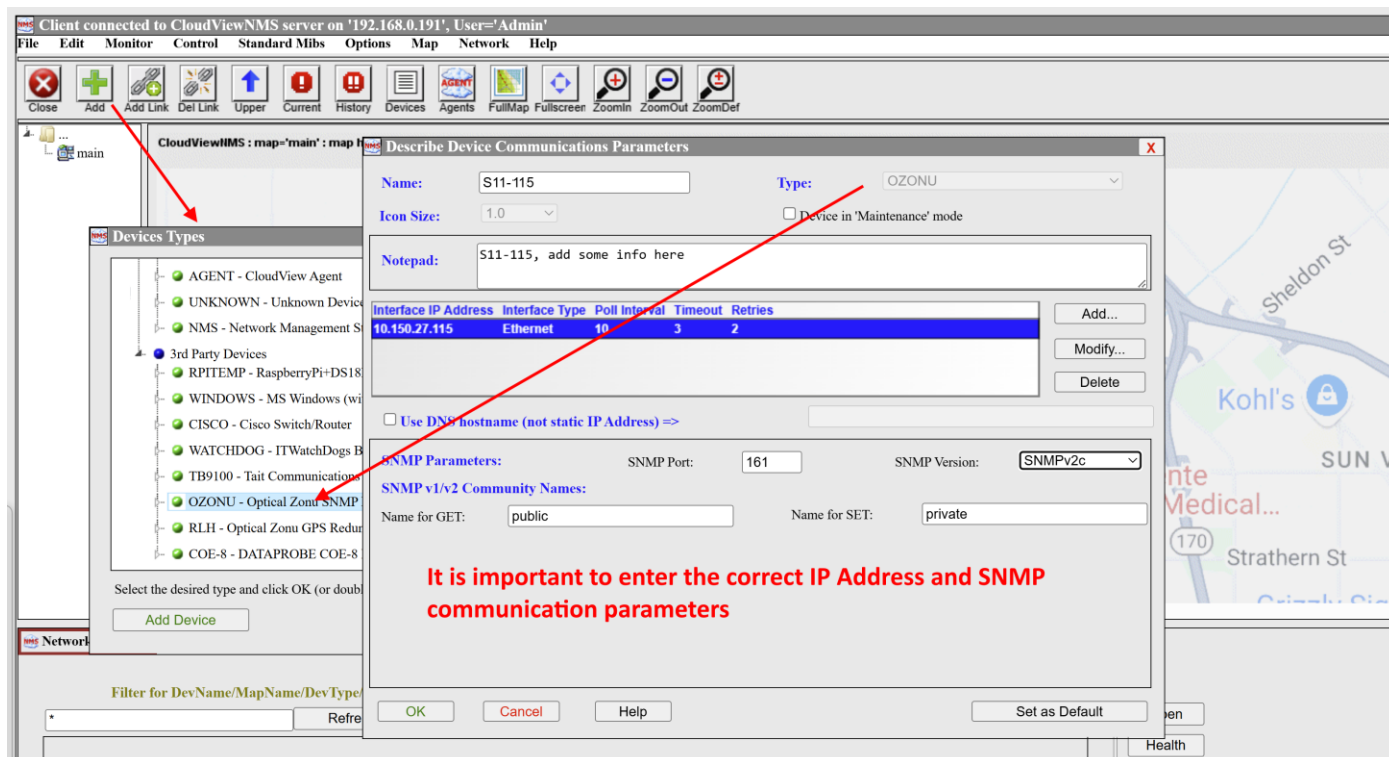 Client connected to CloudViewNMS server on '192.168.0.191', User='Admin'
File Edit Monitor Control Standard Mibs Options Map Network Help
AGENT
Close Add Add Link Del Link Upper Current History Devices Agents FullMap Fullscreen ZoomIn ZoomOut ZoomDef
...
main
CloudViewNMS : map='main' : map
Describe Device Communications Parameters X
Name: S11-115 Type: OZONU
Icon Size: 1.0 Device in 'Maintenance' mode
Notepad: S11-115, add some info here
Interface IP Address Interface Type Poll Interval Timeout Retries
10.150.27.115 Ethernet 10 3 2
Add...
Modify...
Delete
Use DNS hostname (not static IP Address) =>
SNMP Parameters: SNMP Port: 161 SNMP Version: SNMPv2c
SNMP v1/v2 Community Names:
Name for GET: public Name for SET: private
It is important to enter the correct IP Address and SNMP
communication parameters
OK Cancel Help Set as Default
Devices Types
AGENT - CloudView Agent
UNKNOWN - Unknown Device
NMS - Network Management
3rd Party Devices
RPITEMP - RaspberryPi+DS18
WINDOWS - MS Windows
CISCO - Cisco Switch/Router
WATCHDOG - ITWatchDogs
TB9100 - Tait Communications
OZONU - Optical Zonu SNMP
RLH - Optical Zonu GPS
COE-8 - DATAPROBE COE-8
Select the desired type and click OK (or
Add Device
Network
Filter for DevName/MapName/DevType/
*
Refre
Health
Sheldon St
Kohl's
SUN V
Medical...
170
Strathern St